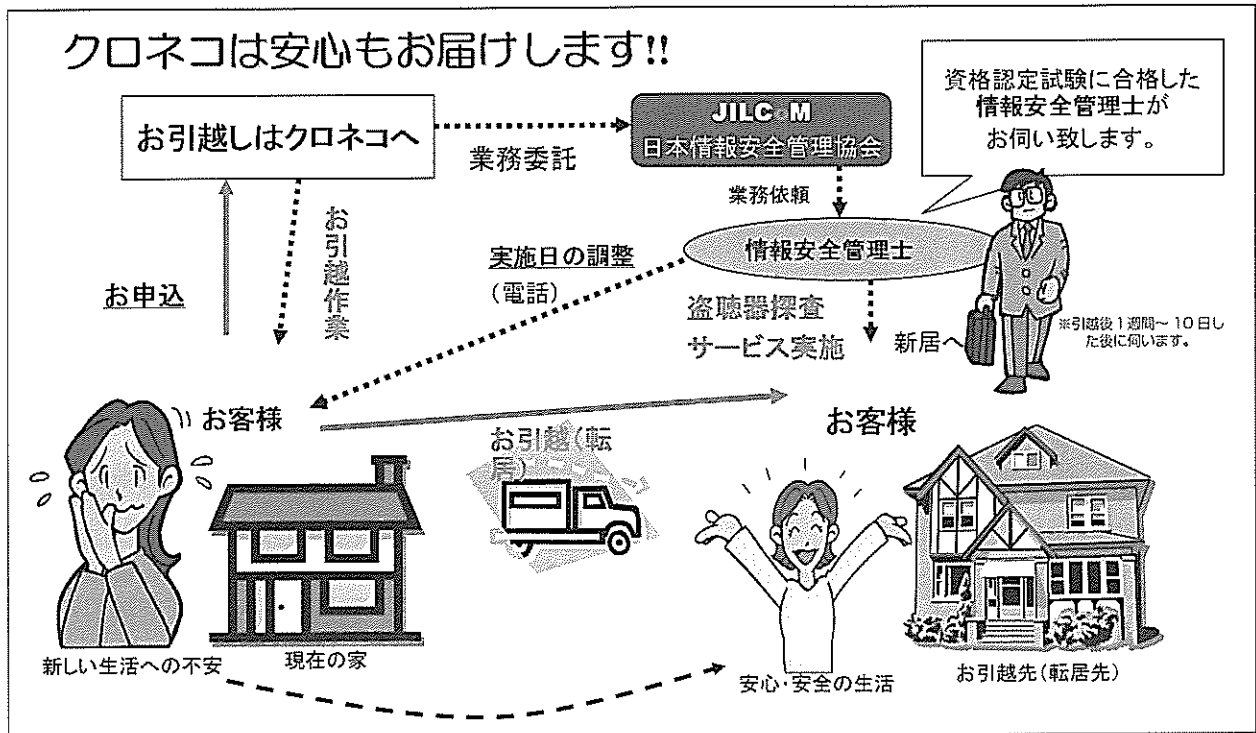 クロネコは安心もお届けします!!
資格認定試験に合格した
情報安全管理士が
お伺い致します。
お引越しはクロネコへ
業務委託
JILC∞M
日本情報安全管理協会
業務依頼
情報安全管理士
お申込
お引越作業
実施日の調整
(電話)
盗聴器探査
サービス実施
新居へ
※引越後1週間~10日し
た後に伺います。
お客様
お引越(転
居)
お客様
新しい生活への不安
現在の家
安心・安全の生活
お引越先(転居先)